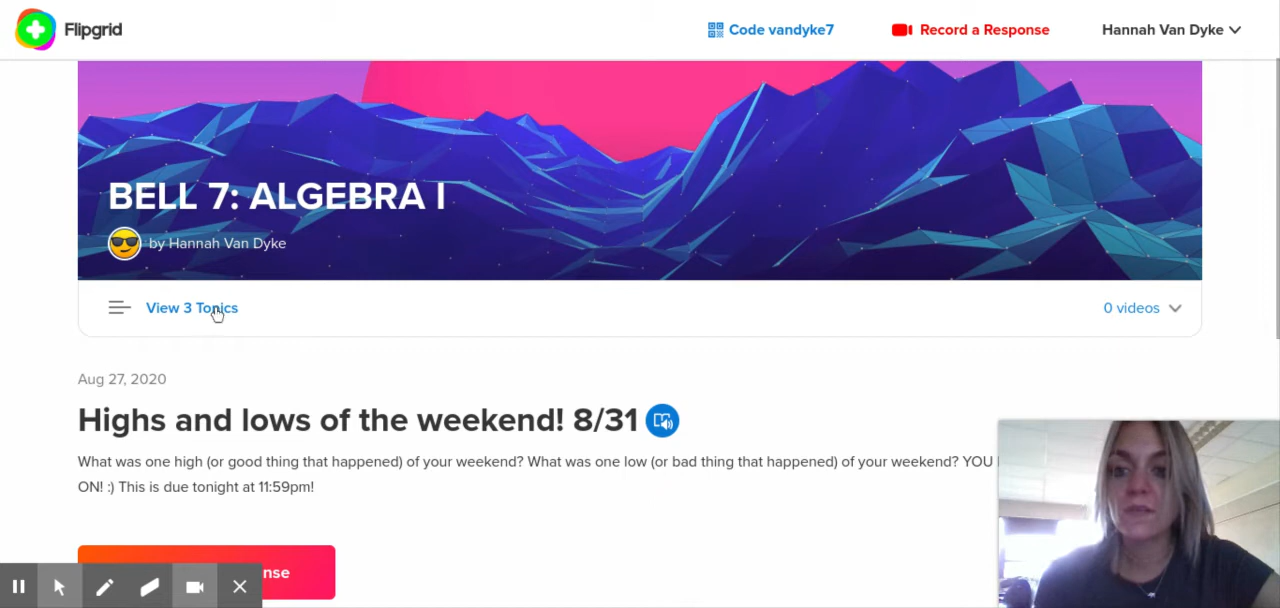 Flipgrid
Code vandyke7
Record a Response
Hannah Van Dyke
BELL 7: ALGEBRA I
by Hannah Van Dyke
View 3 Topics
0 videos
Aug 27, 2020
Highs and lows of the weekend! 8/31
What was one high (or good thing that happened) of your weekend? What was one low (or bad thing that happened) of your weekend? YOU
ON! :) This is due tonight at 11:59pm!